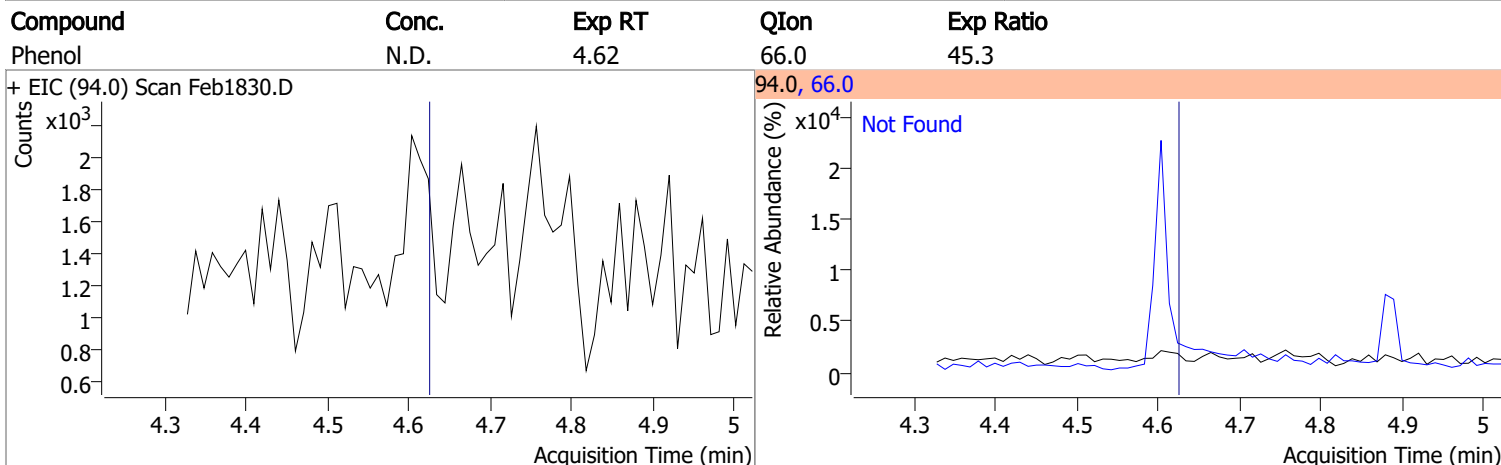 Compound Conc. Exp RT QIon Exp Ratio
Phenol N.D. 4.62 66.0 45.3
+ EIC (94.0) Scan Feb1830.D
Counts
x10³
2
1.8
1.6
1.4
1.2
1
0.8
0.6
4.3 4.4 4.5 4.6 4.7 4.8 4.9 5
Acquisition Time (min)
94.0, 66.0
Relative Abundance (%)
x10⁴
Not Found
2
1.5
1
0.5
0
4.3 4.4 4.5 4.6 4.7 4.8 4.9 5
Acquisition Time (min)